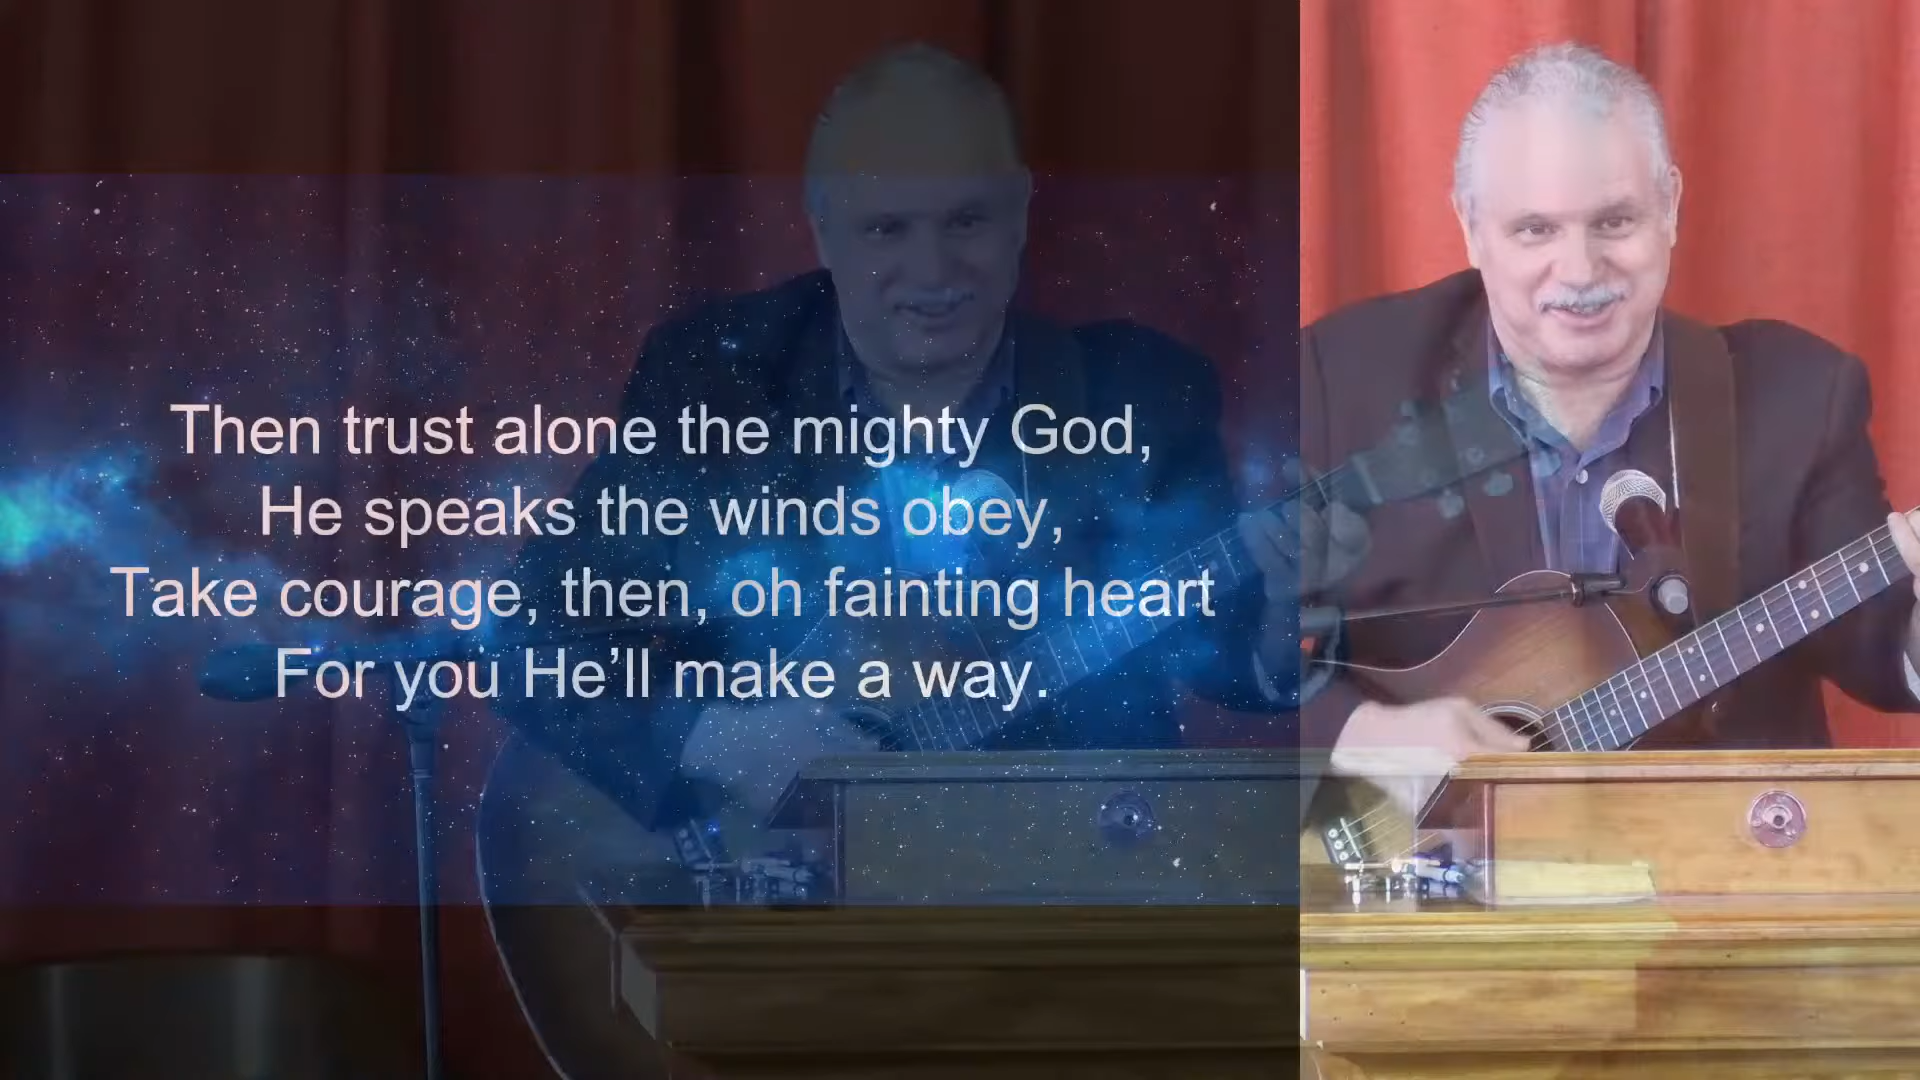 Then trust alone the mighty God,
He speaks the winds obey,
Take courage, then, oh fainting heart
For you He’ll make a way.